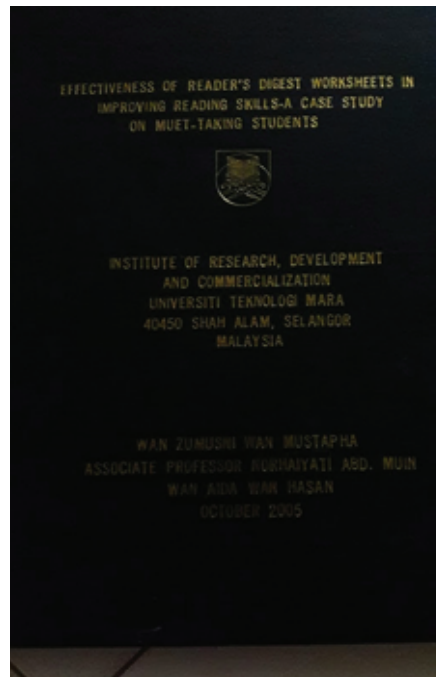 EFFECTIVENESS OF READER'S DIGEST WORKSHEETS IN
IMPROVING READING SKILLS-A CASE STUDY
ON MUET-TAKING STUDENTS
INSTITUTE OF RESEARCH, DEVELOPMENT
AND COMMERCIALIZATION
UNIVERSITI TEKNOLOGI MARA
40450 SHAH ALAM, SELANGOR
MALAYSIA
WAN ZUMUSNI WAN MUSTAPHA
ASSOCIATE PROFESSOR NORHAIYATI ABD. MUIN
WAN AIDA WAN HASAN
OCTOBER 2005